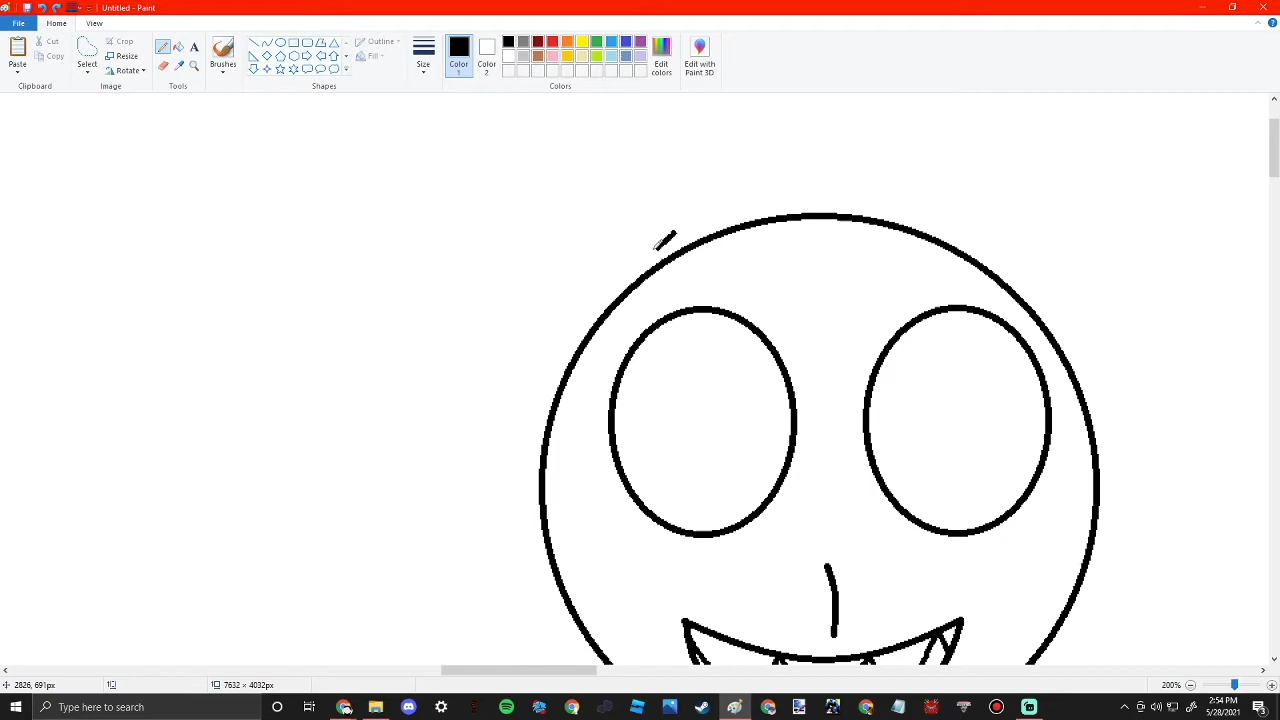 Untitled - Paint
File Home View
Paste
Cut
Copy
Clipboard
Select
Crop
Resize
Rotate
Image
A
Tools
Brushes
Shapes
Outline
Fill
Size
Color 1
Color 2
Edit colors
Colors
Edit with Paint 3D
2826, 691px
7632 × 4032px
200%
Type here to search
2:54 PM
5/28/2021